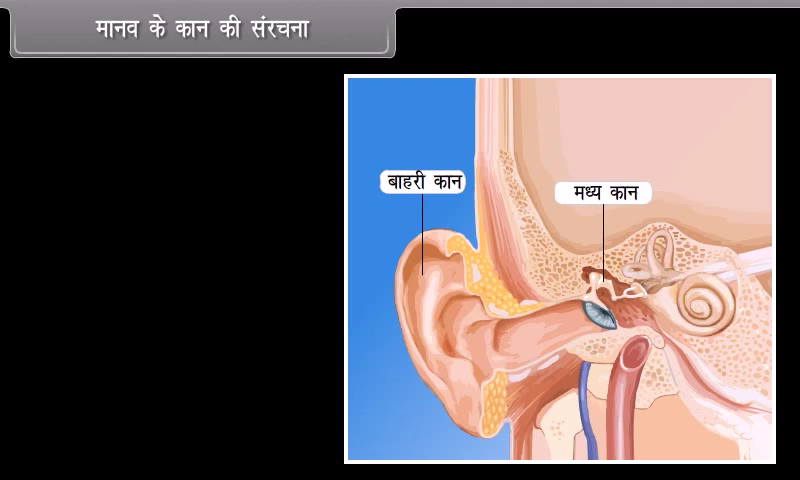 मानव के कान की संरचना
बाहरी कान
मध्य कान